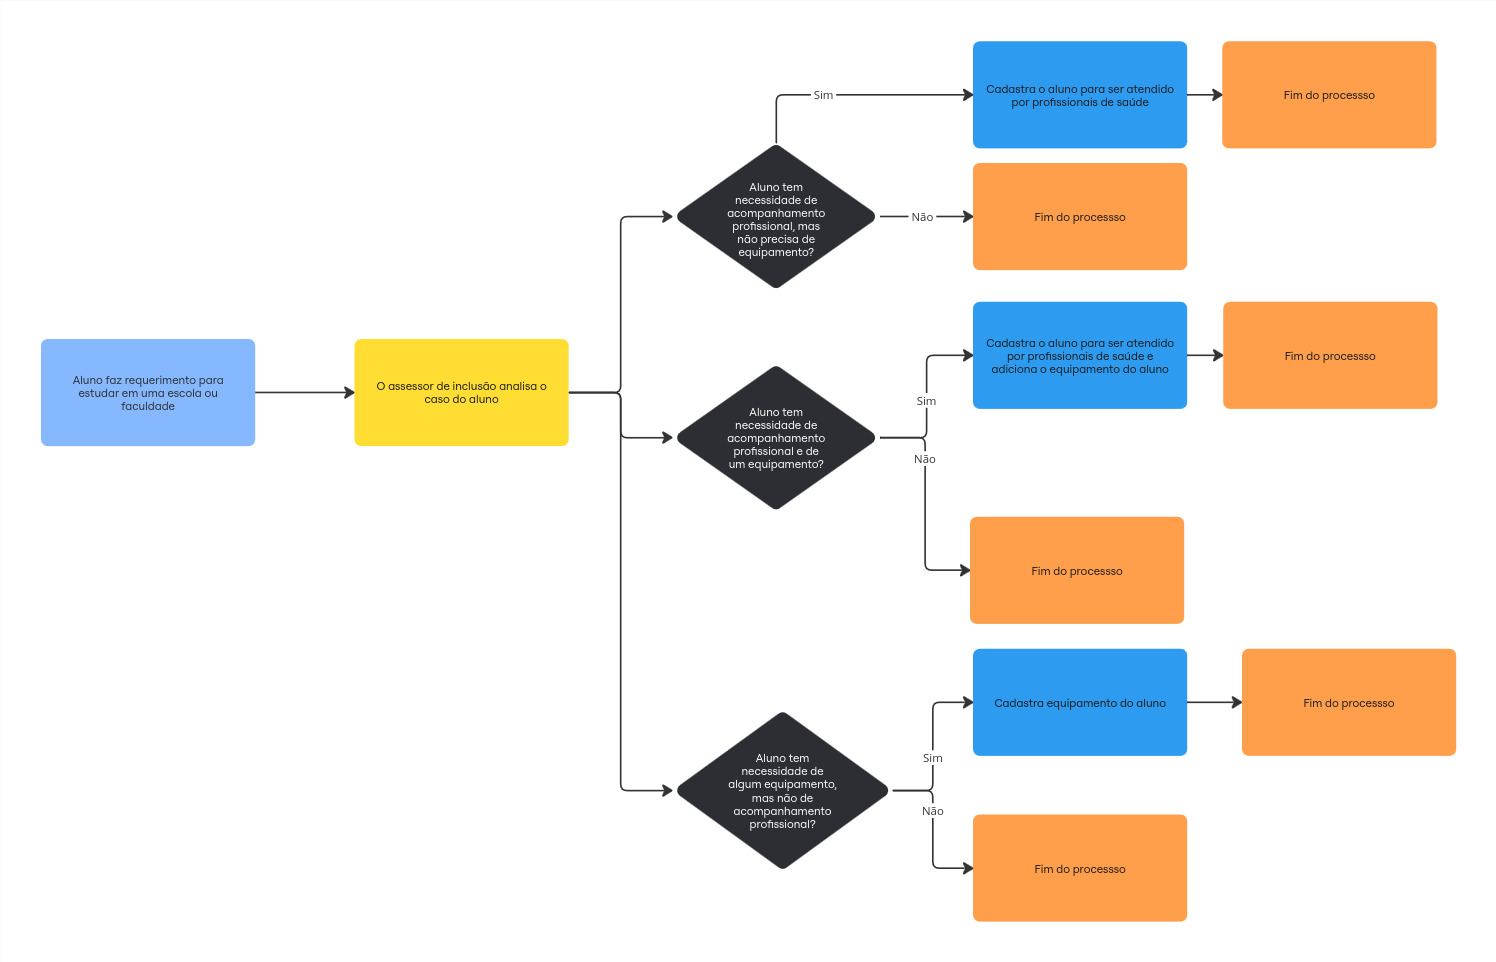 Sim
Cadastra o aluno para ser atendido
por profissionais de saúde
Fim do processso
Aluno tem
necessidade de
acompanhamento
profissional, mas
não precisa de
equipamento?
Não
Fim do processso
Aluno faz requerimento para
estudar em uma escola ou
faculdade
O assessor de inclusão analisa o
caso do aluno
Aluno tem
necessidade de
acompanhamento
profissional e de
um equipamento?
Sim
Cadastra o aluno para ser atendido
por profissionais de saúde e
adiciona o equipamento do aluno
Fim do processso
Não
Fim do processso
Aluno tem
necessidade de
algum equipamento,
mas não de
acompanhamento
profissional?
Sim
Cadastra equipamento do aluno
Fim do processso
Não
Fim do processso